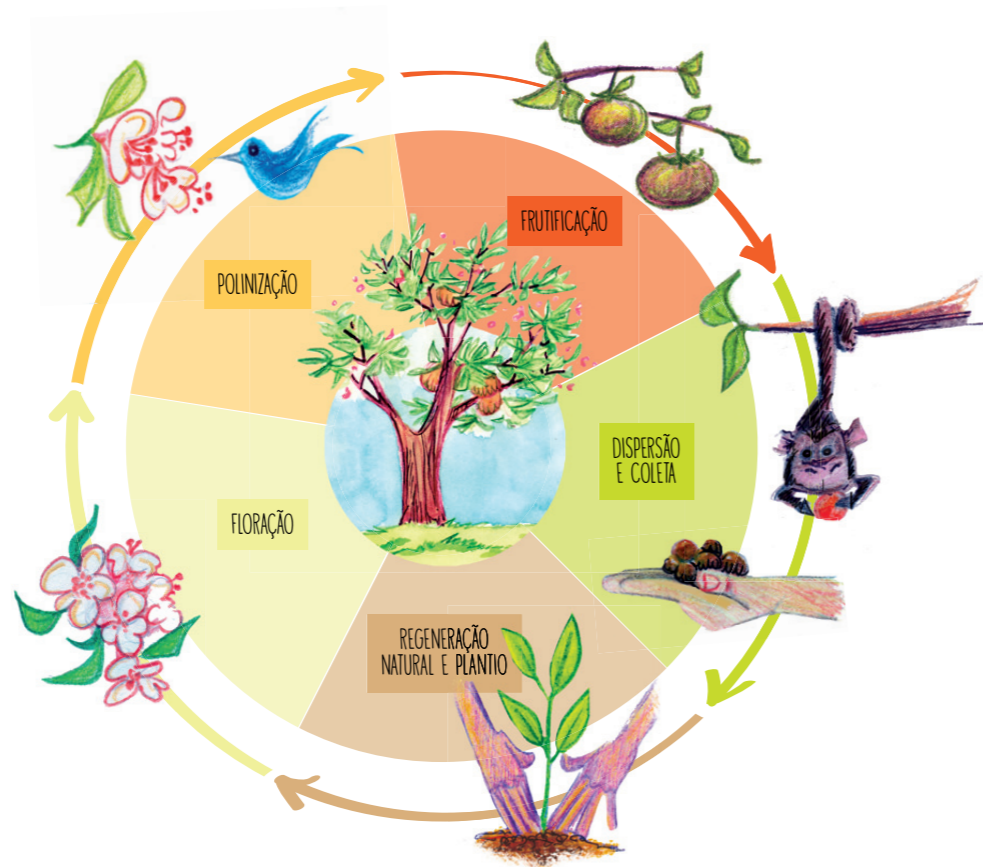 FRUTIFICAÇÃO
POLINIZAÇÃO
DISPERSÃO
E COLETA
FLORAÇÃO
REGENERAÇÃO
NATURAL E PLANTIO